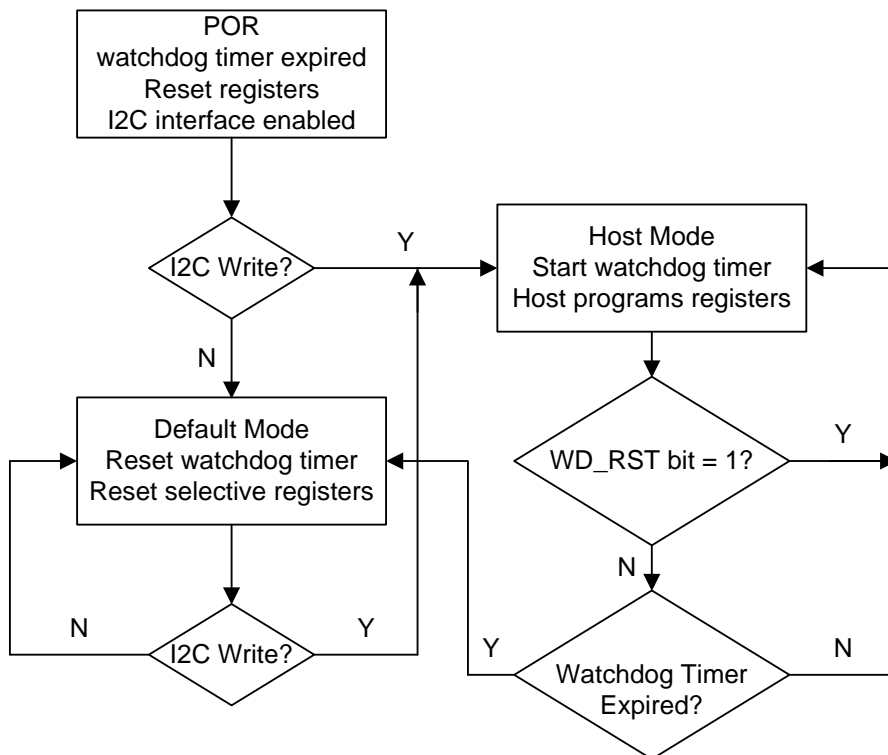 POR
watchdog timer expired
Reset registers
I2C interface enabled
I2C Write?
Y
N
Host Mode
Start watchdog timer
Host programs registers
Default Mode
Reset watchdog timer
Reset selective registers
WD_RST bit = 1?
Y
N
I2C Write?
N
Y
Watchdog Timer
Expired?
Y
N